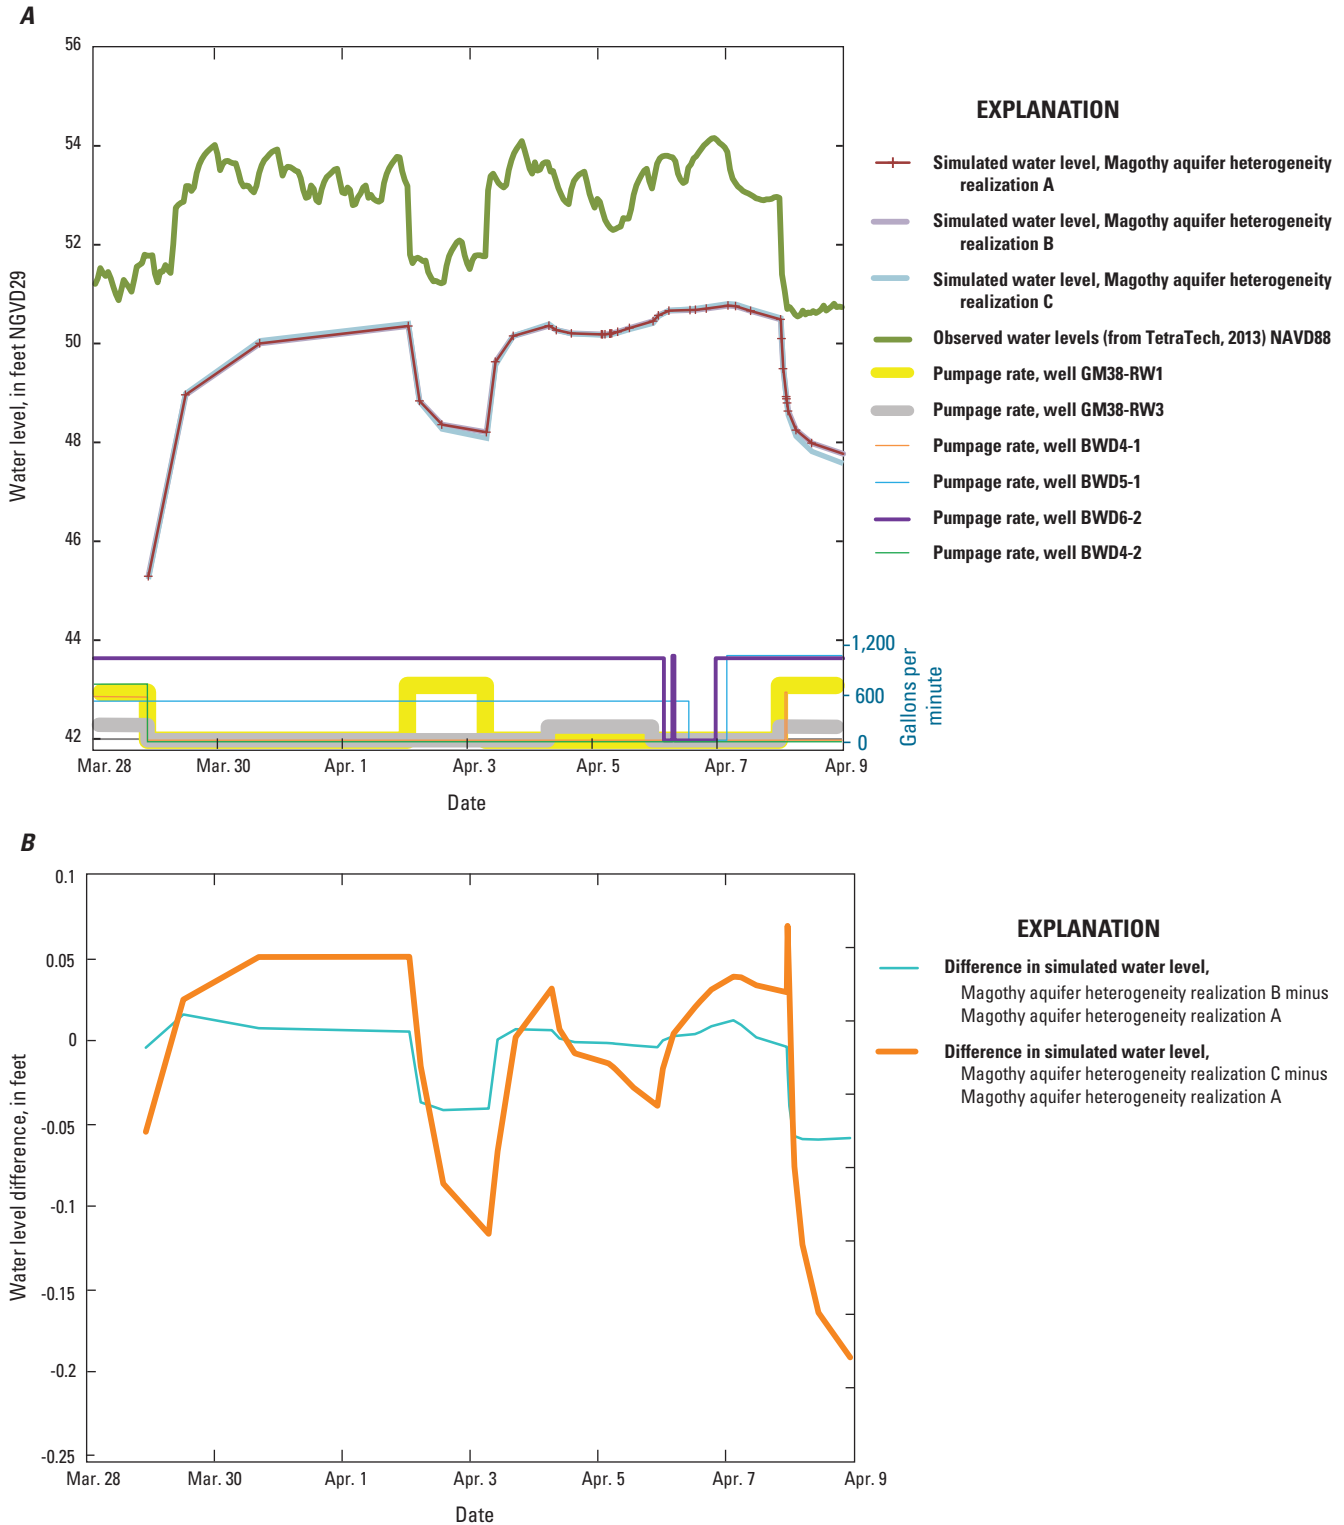 A
56
54
52
50
48
46
44
42
Water level, in feet NGVD29
1,200
600
0
Gallons per
minute
Mar. 28
Mar. 30
Apr. 1
Apr. 3
Apr. 5
Apr. 7
Apr. 9
Date
EXPLANATION
Simulated water level, Magothy aquifer heterogeneity
realization A
Simulated water level, Magothy aquifer heterogeneity
realization B
Simulated water level, Magothy aquifer heterogeneity
realization C
Observed water levels (from TetraTech, 2013) NAVD88
Pumpage rate, well GM38-RW1
Pumpage rate, well GM38-RW3
Pumpage rate, well BWD4-1
Pumpage rate, well BWD5-1
Pumpage rate, well BWD6-2
Pumpage rate, well BWD4-2
B
0.1
0.05
0
-0.05
-0.1
-0.15
-0.2
-0.25
Water level difference, in feet
Mar. 28
Mar. 30
Apr. 1
Apr. 3
Apr. 5
Apr. 7
Apr. 9
Date
EXPLANATION
Difference in simulated water level,
Magothy aquifer heterogeneity realization B minus
Magothy aquifer heterogeneity realization A
Difference in simulated water level,
Magothy aquifer heterogeneity realization C minus
Magothy aquifer heterogeneity realization A